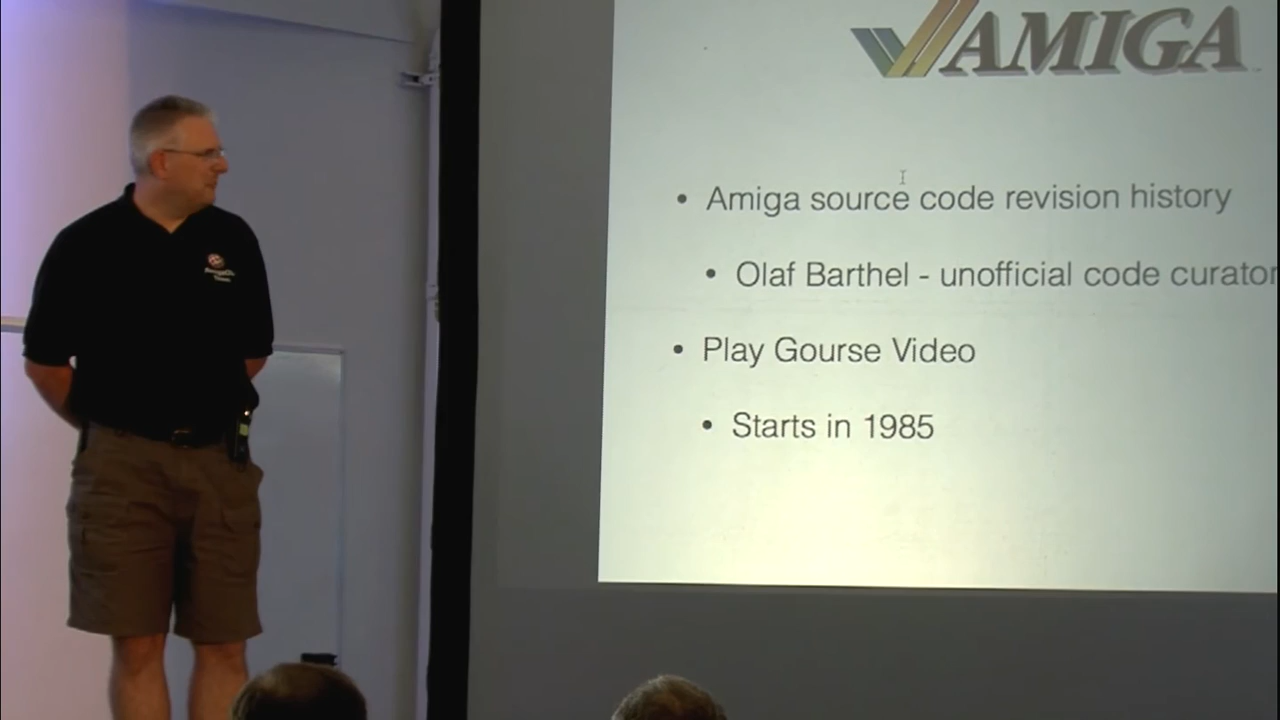 AMIGA
• Amiga source code revision history
• Olaf Barthel - unofficial code curator
• Play Gourse Video
• Starts in 1985